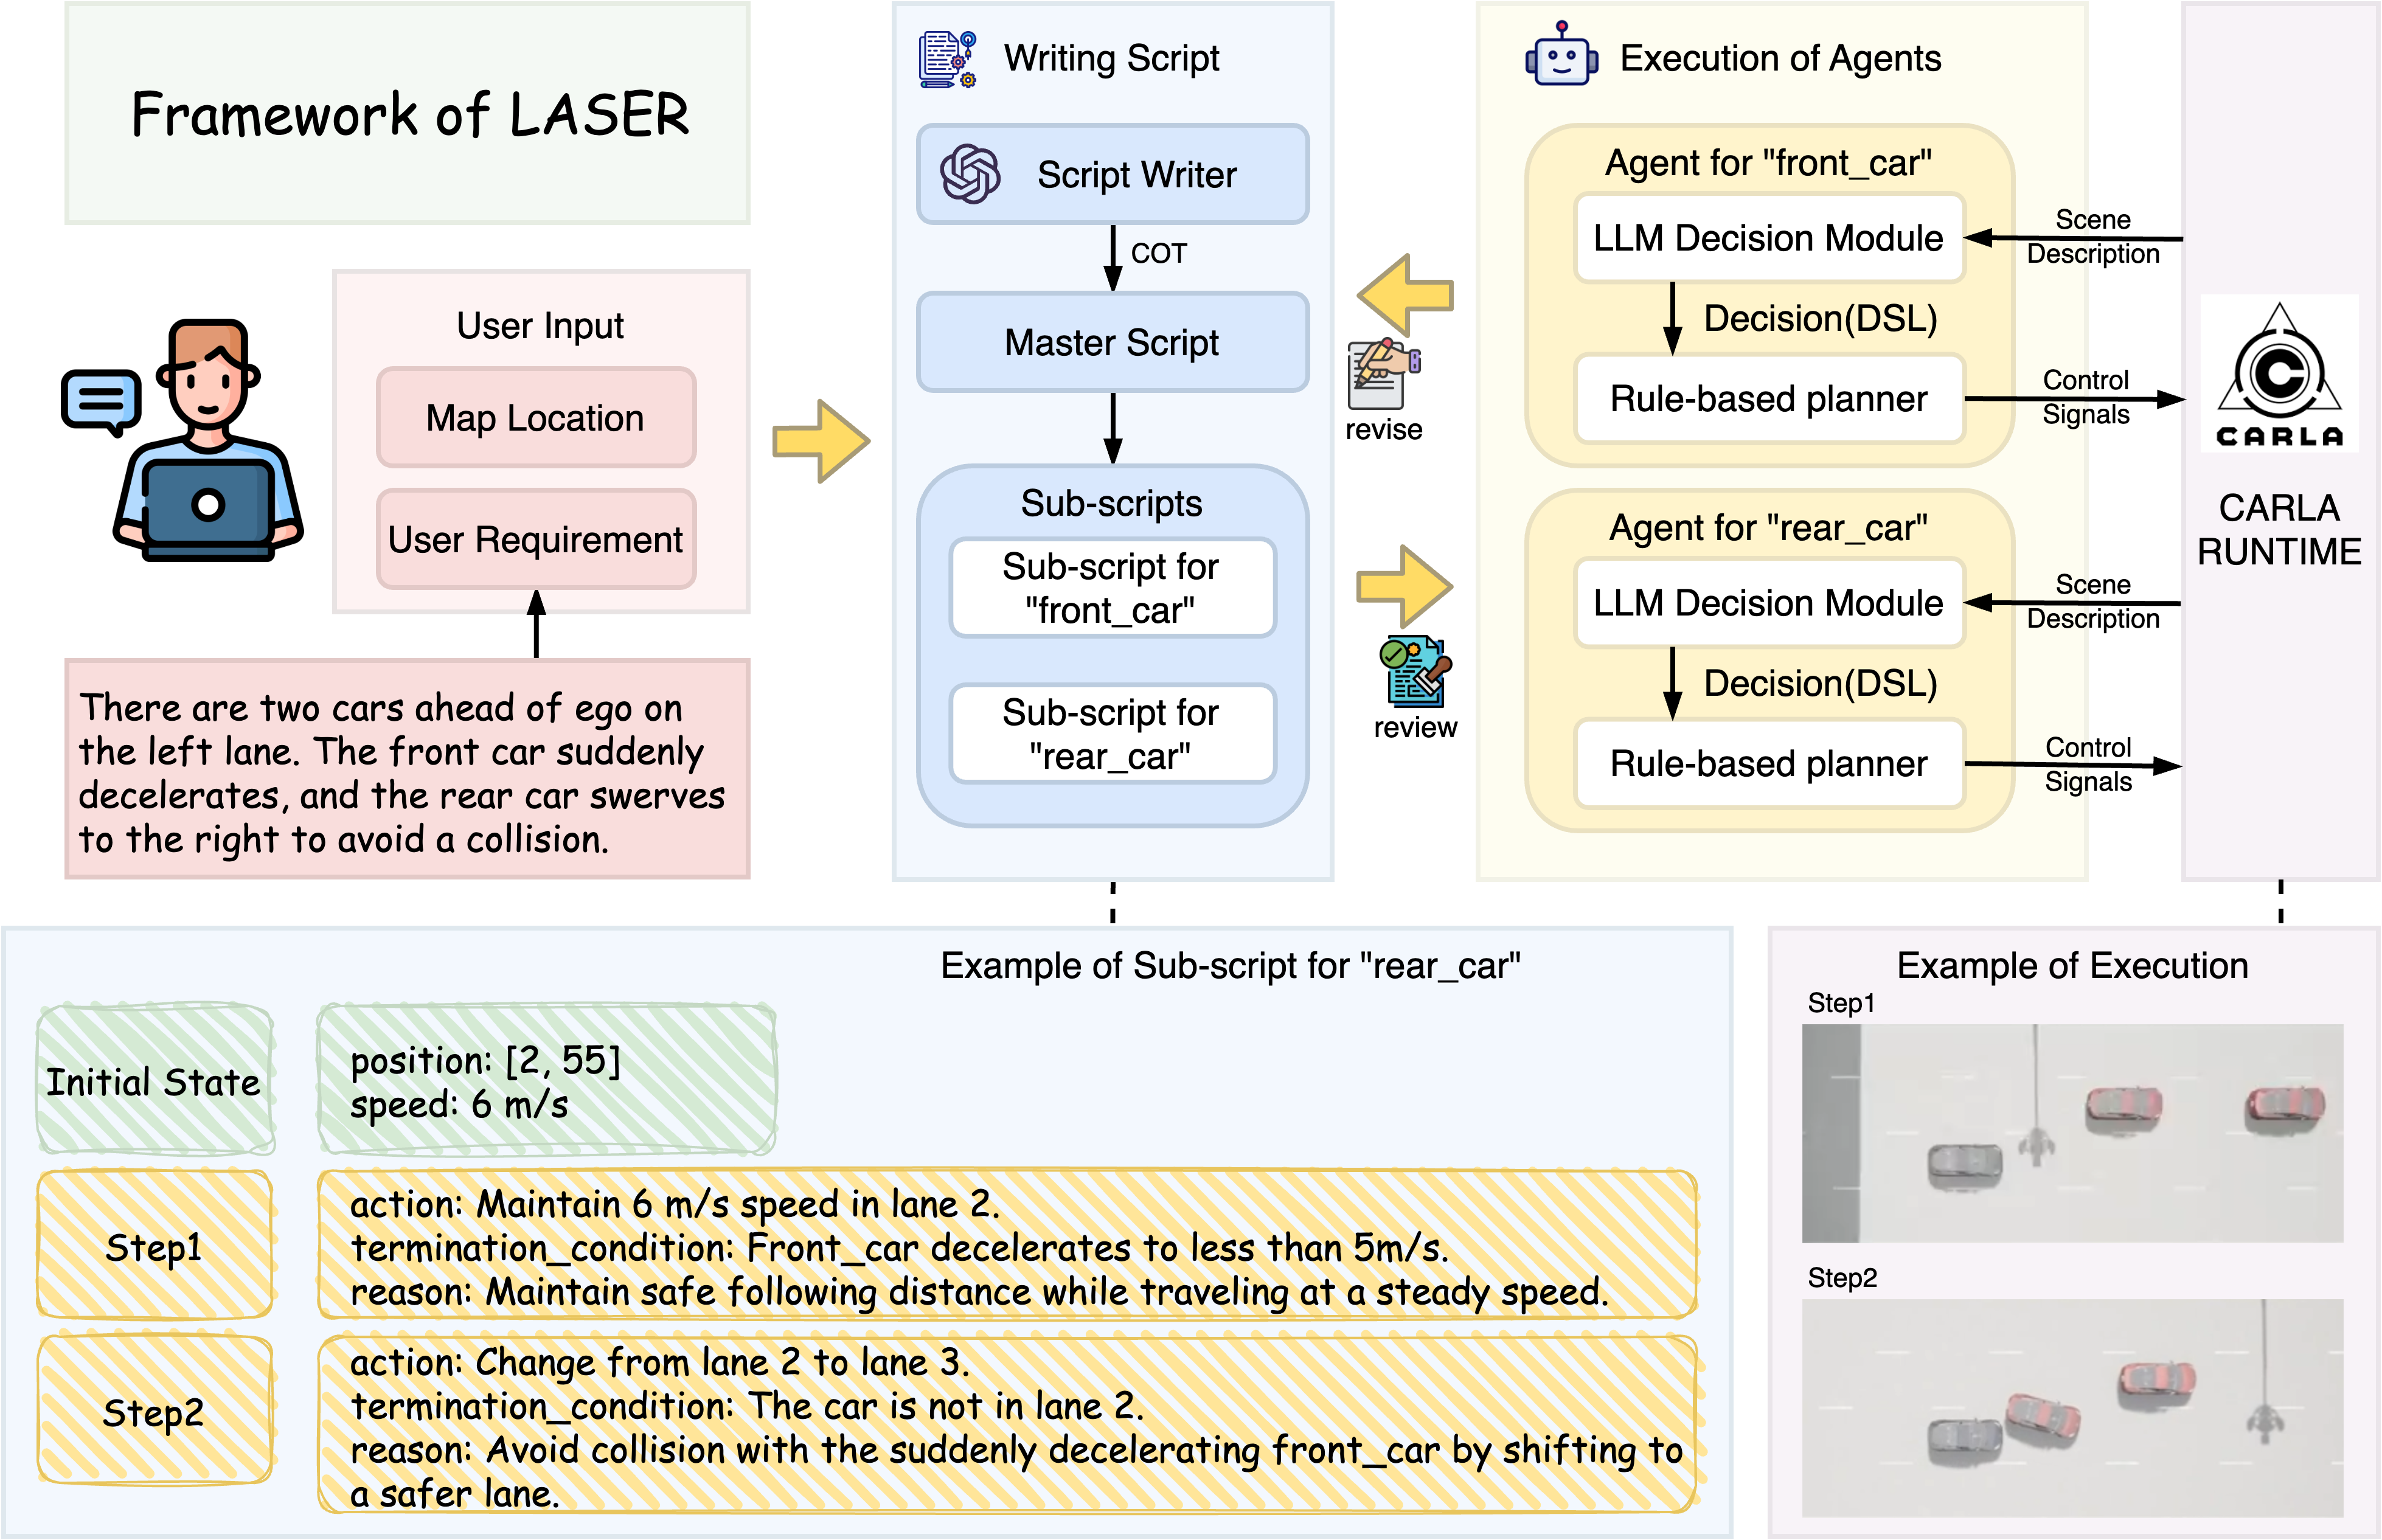 Framework of LASER
User Input
Map Location
User Requirement
There are two cars ahead of ego on
the left lane. The front car suddenly
decelerates, and the rear car swerves
to the right to avoid a collision.
Writing Script
Script Writer
COT
Master Script
Sub-scripts
Sub-script for
"front_car"
Sub-script for
"rear_car"
revise
review
Execution of Agents
Agent for "front_car"
LLM Decision Module
Decision(DSL)
Rule-based planner
Agent for "rear_car"
LLM Decision Module
Decision(DSL)
Rule-based planner
Scene
Description
Control
Signals
Scene
Description
Control
Signals
CARLA
CARLA
RUNTIME
Example of Sub-script for "rear_car"
Initial State
position: [2, 55]
speed: 6 m/s
Step1
action: Maintain 6 m/s speed in lane 2.
termination_condition: Front_car decelerates to less than 5m/s.
reason: Maintain safe following distance while traveling at a steady speed.
Step2
action: Change from lane 2 to lane 3.
termination_condition: The car is not in lane 2.
reason: Avoid collision with the suddenly decelerating front_car by shifting to
a safer lane.
Example of Execution
Step1
Step2